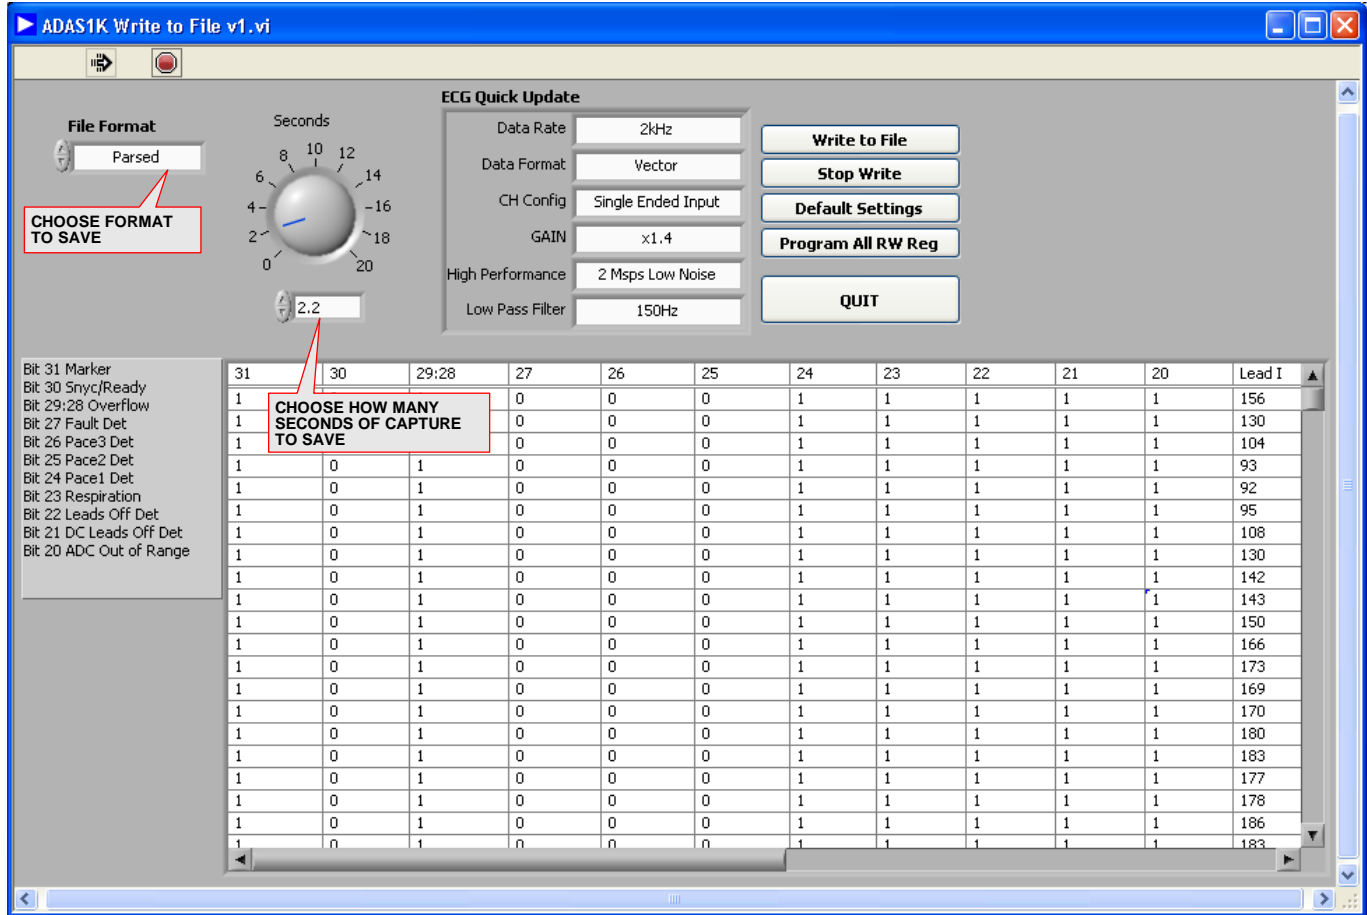 ADAS1K Write to File v1.vi
File Format
Parsed
CHOOSE FORMAT
TO SAVE
Seconds
0
2
4
6
8
10
12
14
16
18
20
2.2
CHOOSE HOW MANY
SECONDS OF CAPTURE
TO SAVE
ECG Quick Update
Data Rate 2kHz
Data Format Vector
CH Config Single Ended Input
GAIN x1.4
High Performance 2 Msps Low Noise
Low Pass Filter 150Hz
Write to File
Stop Write
Default Settings
Program All RW Reg
QUIT
Bit 31 Marker
Bit 30 Snyc/Ready
Bit 29:28 Overflow
Bit 27 Fault Det
Bit 26 Pace3 Det
Bit 25 Pace2 Det
Bit 24 Pace1 Det
Bit 23 Respiration
Bit 22 Leads Off Det
Bit 21 DC Leads Off Det
Bit 20 ADC Out of Range
31 30 29:28 27 26 25 24 23 22 21 20 Lead I
1 0 0 0 1 1 1 1 1 156
1 0 0 0 1 1 1 1 1 130
1 0 0 0 1 1 1 1 1 104
1 0 1 0 0 0 1 1 1 1 1 93
1 0 1 0 0 0 1 1 1 1 1 92
1 0 1 0 0 0 1 1 1 1 1 95
1 0 1 0 0 0 1 1 1 1 1 108
1 0 1 0 0 0 1 1 1 1 1 130
1 0 1 0 0 0 1 1 1 1 1 142
1 0 1 0 0 0 1 1 1 1 1 143
1 0 1 0 0 0 1 1 1 1 1 150
1 0 1 0 0 0 1 1 1 1 1 166
1 0 1 0 0 0 1 1 1 1 1 173
1 0 1 0 0 0 1 1 1 1 1 169
1 0 1 0 0 0 1 1 1 1 1 170
1 0 1 0 0 0 1 1 1 1 1 180
1 0 1 0 0 0 1 1 1 1 1 183
1 0 1 0 0 0 1 1 1 1 1 177
1 0 1 0 0 0 1 1 1 1 1 178
1 0 1 0 0 0 1 1 1 1 1 186
1 0 1 0 0 0 1 1 1 1 1 183